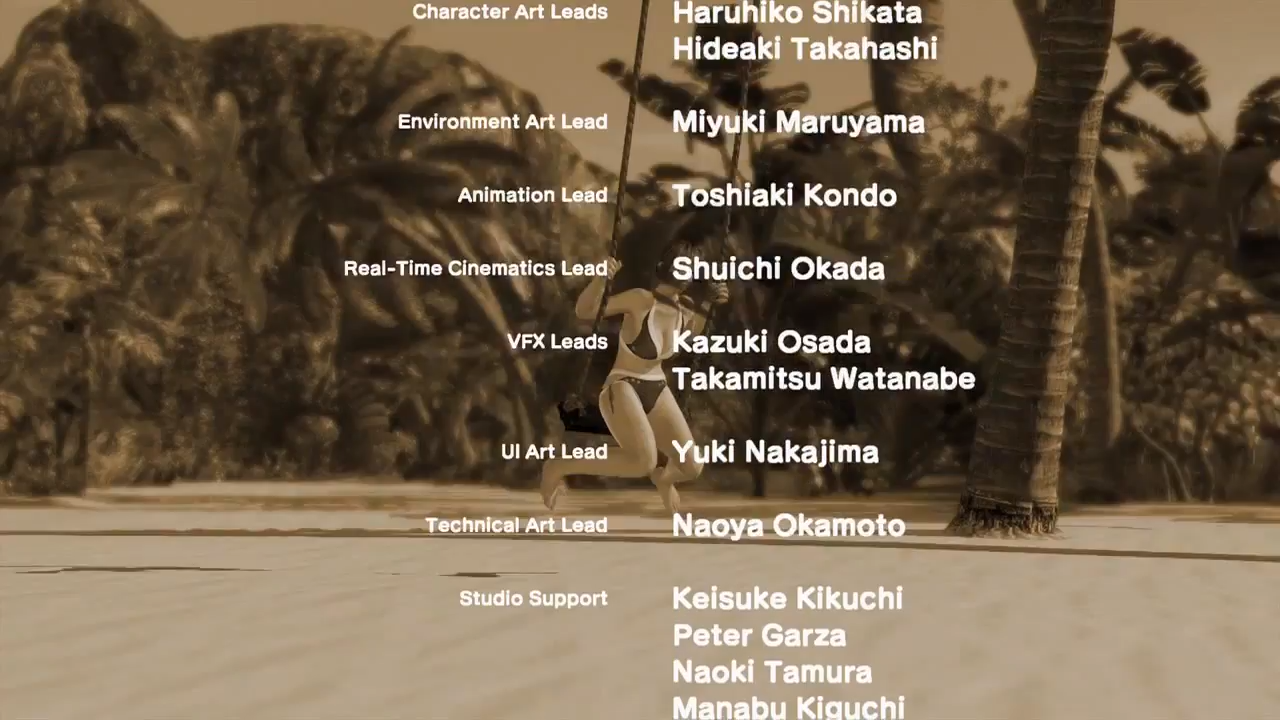 Character Art Leads Haruhiko Shikata
Hideaki Takahashi
Environment Art Lead Miyuki Maruyama
Animation Lead Toshiaki Kondo
Real-Time Cinematics Lead Shuichi Okada
VFX Leads Kazuki Osada
Takamitsu Watanabe
UI Art Lead Yuki Nakajima
Technical Art Lead Naoya Okamoto
Studio Support Keisuke Kikuchi
Peter Garza
Naoki Tamura
Manabu Kiguchi